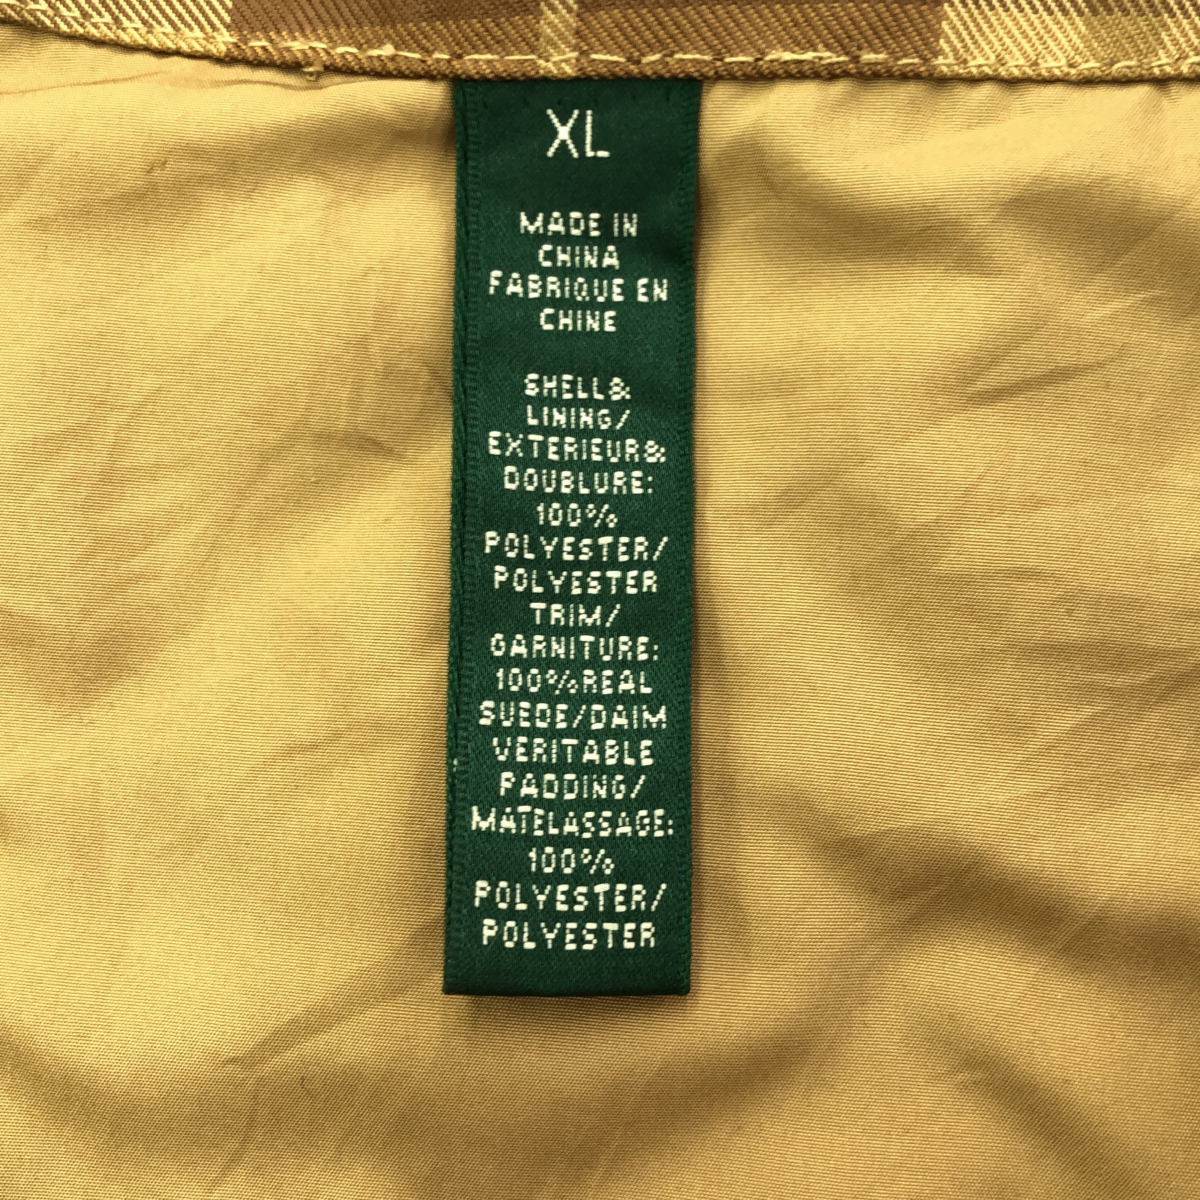 XL
MADE IN
CHINA
FABRIQUE EN
CHINE
SHELL&
LINING/
EXTERIEUR&
DOUBLURE:
100%
POLYESTER/
POLYESTER
TRIM/
GARNITURE:
100%REAL
SUEDE/DAIM
VERITABLE
PADDING/
MATELASSAGE:
100%
POLYESTER/
POLYESTER